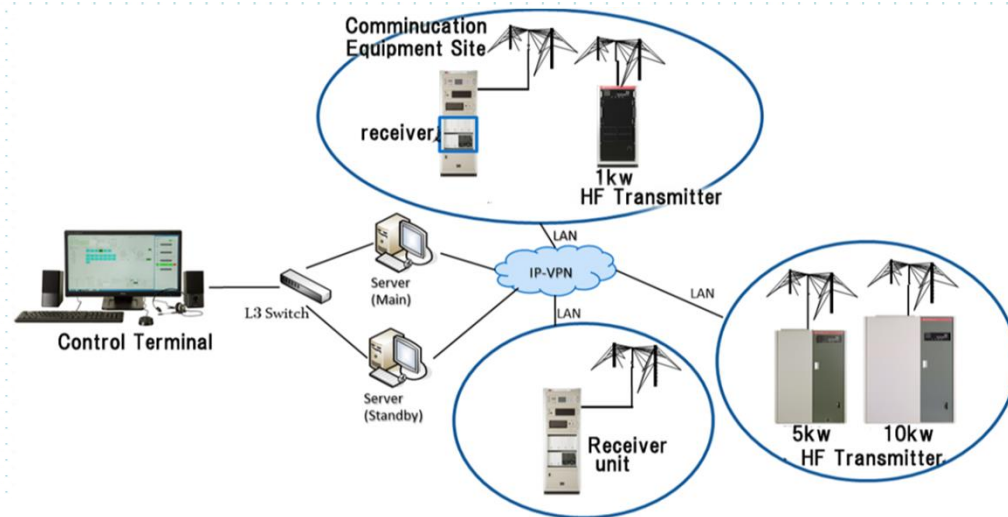 Comminucation
Equipment Site
receiver
1kw
HF Transmitter
LAN
IP-VPN
LAN
LAN
Server
(Main)
L3 Switch
Control Terminal
Server
(Standby)
Receiver
unit
5kw
10kw
HF Transmitter